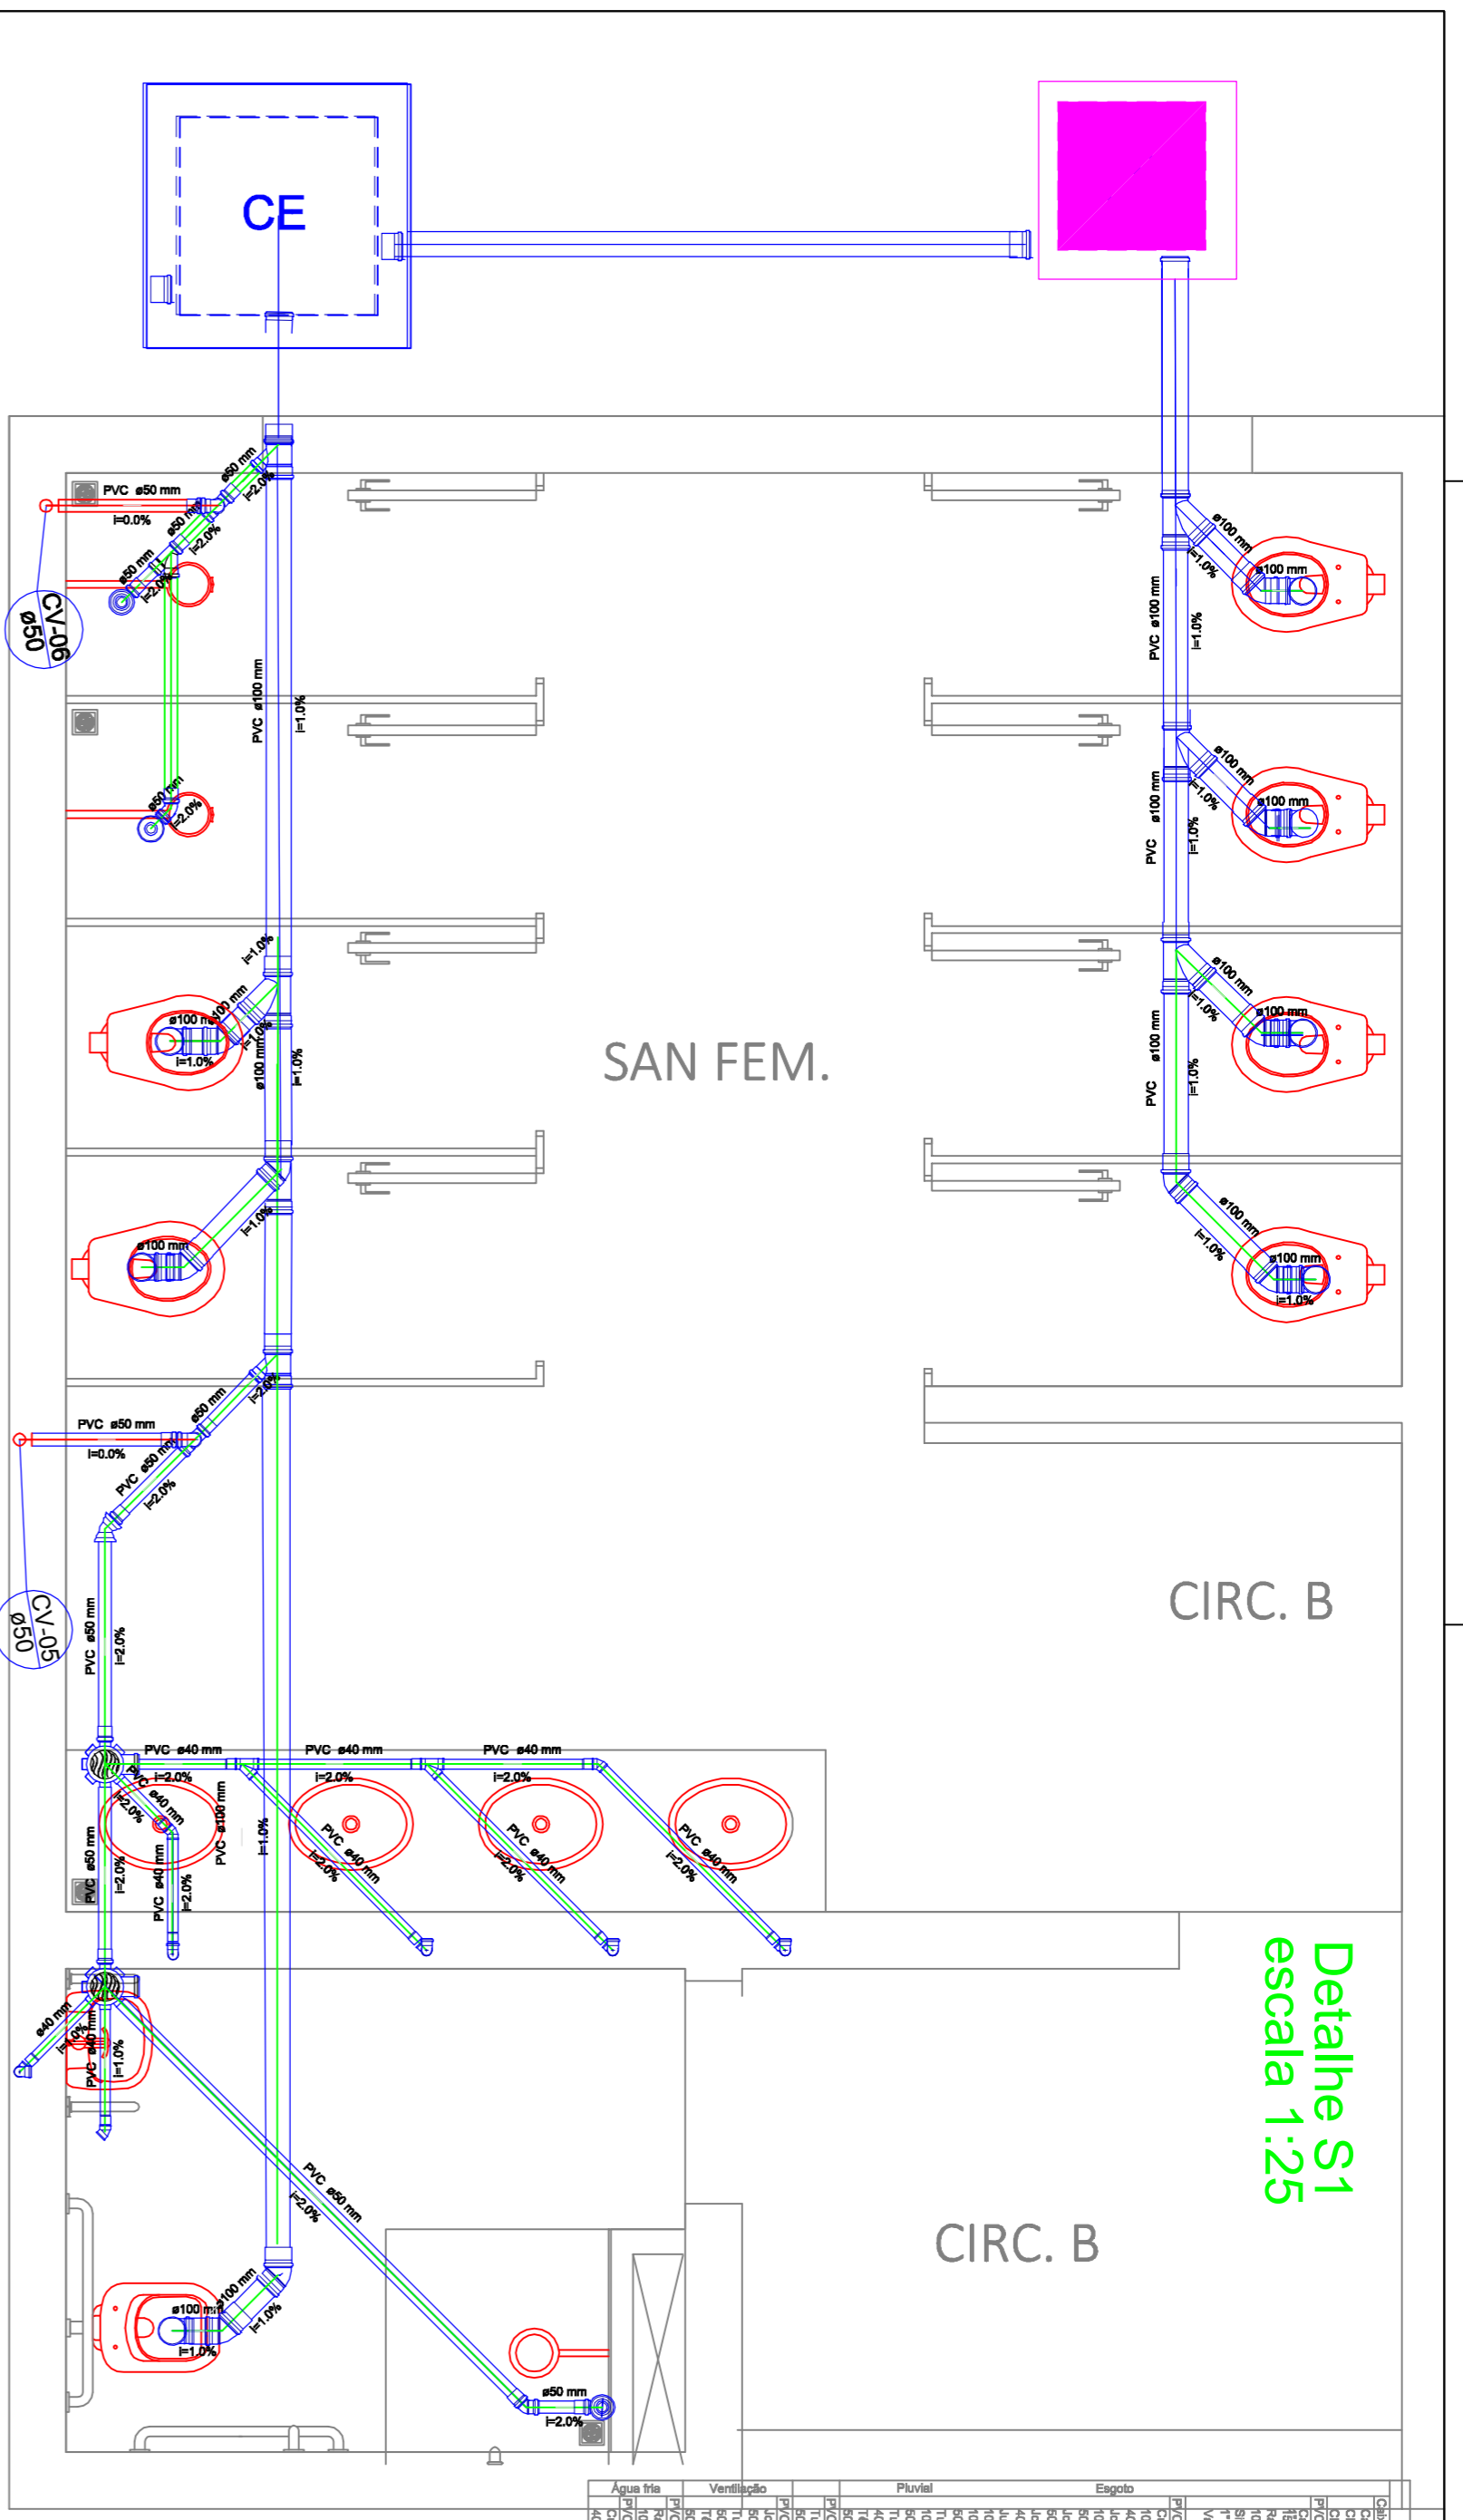 CE
PVC ø50 mm
i=0.0%
ø50 mm
i=2.0%
ø50 mm
i=2.0%
ø50 mm
i=2.0%
CV-06
ø50
ø100 mm
i=1.0%
ø100 mm
PVC ø100 mm
i=1.0%
PVC ø100 mm
i=1.0%
ø50 mm
i=2.0%
ø100 mm
i=1.0%
ø100 mm
PVC ø100 mm
i=1.0%
i=1.0%
ø100 mm
i=1.0%
ø100 mm
i=1.0%
ø100 mm
i=1.0%
SAN FEM.
ø100 mm
i=1.0%
ø100 mm
PVC ø100 mm
i=1.0%
ø100 mm
i=1.0%
ø100 mm
i=1.0%
ø100 mm
i=1.0%
i=2.0%
ø50 mm
PVC ø50 mm
i=0.0%
PVC ø50 mm
i=2.0%
CV-05
ø50
PVC ø50 mm
i=2.0%
CIRC. B
PVC ø40 mm
i=2.0%
PVC ø40 mm
i=2.0%
PVC ø40 mm
i=2.0%
PVC ø40 mm
i=2.0%
PVC ø50 mm
i=2.0%
PVC ø40 mm
i=2.0%
PVC ø100 mm
i=1.0%
PVC ø40 mm
i=2.0%
PVC ø40 mm
i=2.0%
PVC ø40 mm
i=2.0%
Detalhe S1
escala 1:25
ø40 mm
i=1.0%
PVC ø40 mm
i=1.0%
PVC ø50 mm
i=2.0%
CIRC. B
ø100 mm
i=1.0%
ø100 mm
i=1.0%
ø50 mm
i=2.0%
Água fria
Ventilação
Pluvial
Esgoto